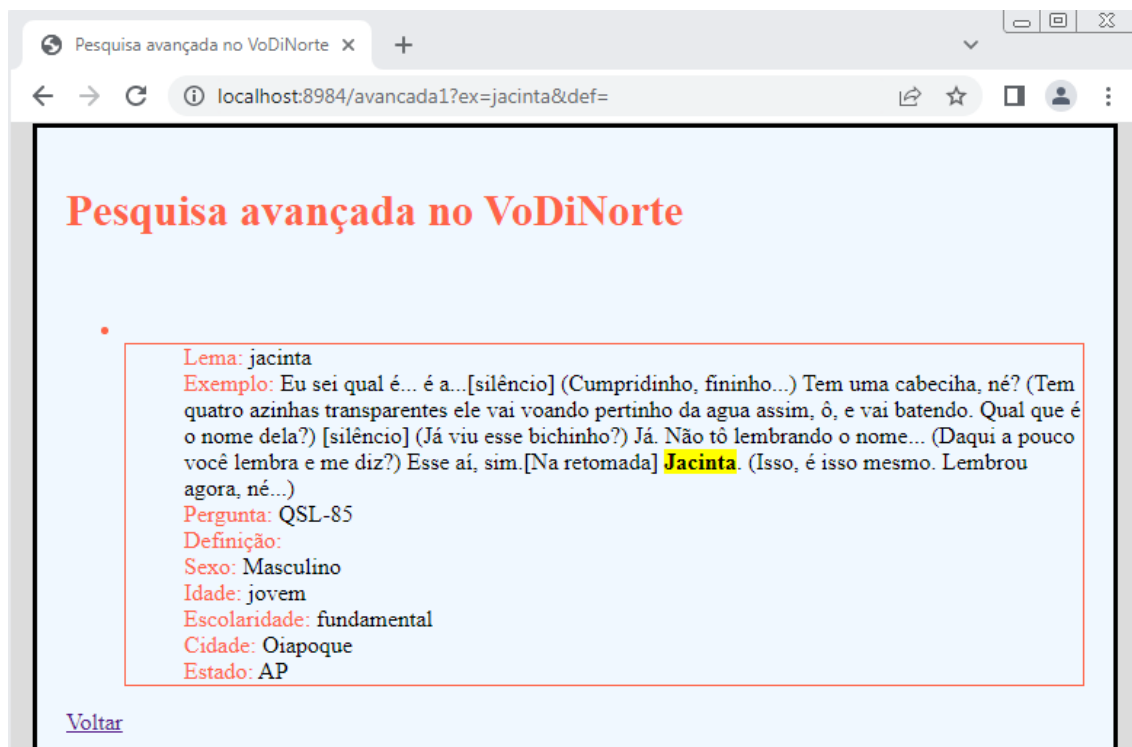 Pesquisa avançada no VoDiNorte
localhost:8984/avancada1?ex=jacinta&def=
Pesquisa avançada no VoDiNorte
Lema: jacinta
Exemplo: Eu sei qual é... é a...[silêncio] (Cumpridinho, fininho...) Tem uma cabeciha, né? (Tem
quatro azinhas transparentes ele vai voando pertinho da agua assim, ô, e vai batendo. Qual que é
o nome dela?) [silêncio] (Já viu esse bichinho?) Já. Não tô lembrando o nome... (Daqui a pouco
você lembra e me diz?) Esse aí, sim.[Na retomada] Jacinta. (Isso, é isso mesmo. Lembrou
agora, né...)
Pergunta: QSL-85
Definição:
Sexo: Masculino
Idade: jovem
Escolaridade: fundamental
Cidade: Oiapoque
Estado: AP
Voltar